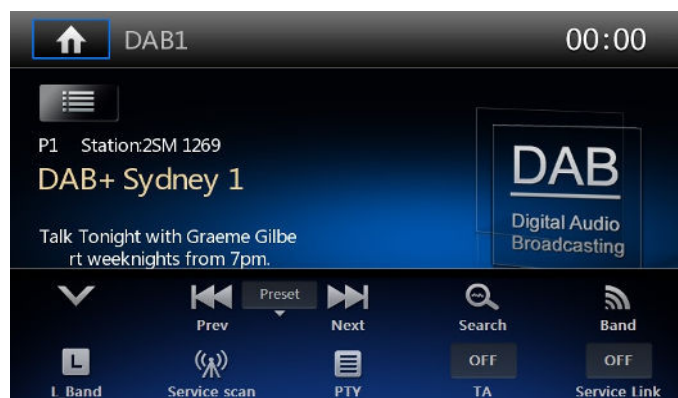 DAB1 00:00
P1 Station:2SM 1269
DAB+ Sydney 1
Talk Tonight with Graeme Gilbe
rt weeknights from 7pm.
DAB
Digital Audio
Broadcasting
Preset
Prev Next Search Band
L OFF OFF
L Band Service scan PTY TA Service Link